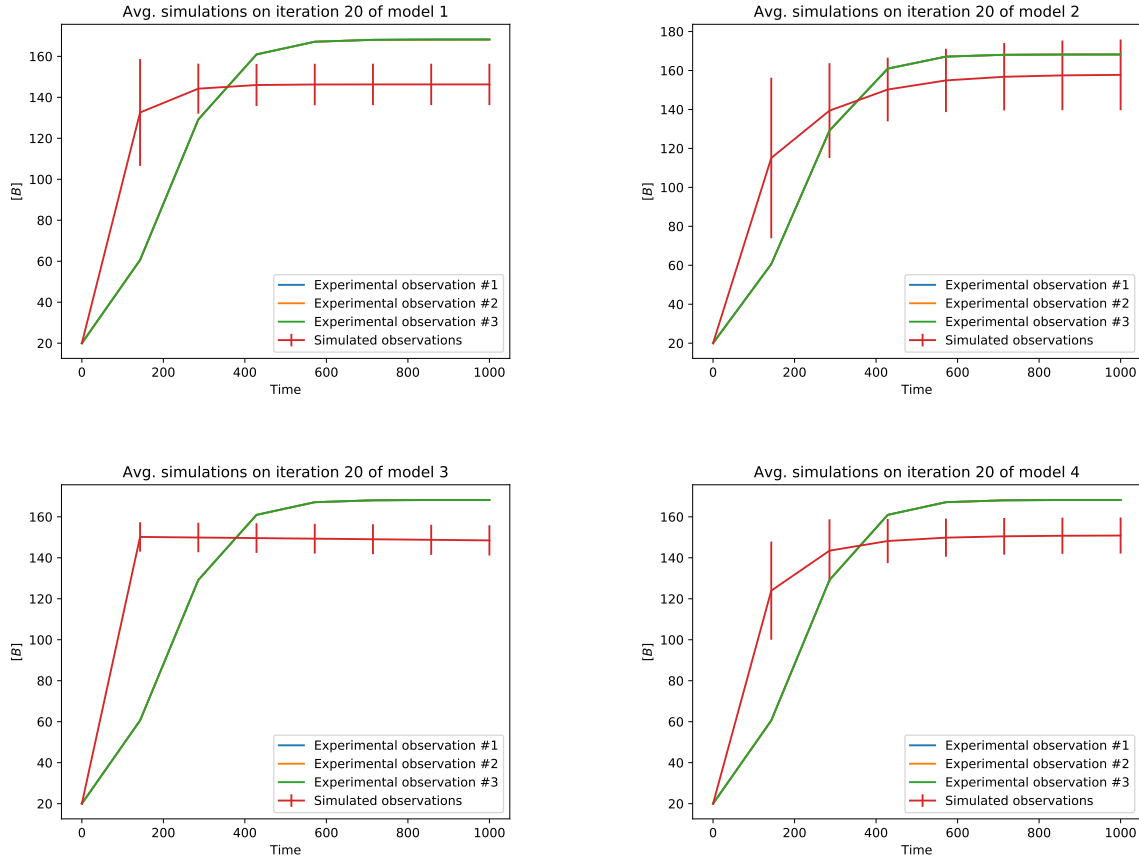 Avg. simulations on iteration 20 of model 1
160
140
120
100
80
60
40
20
[B]
0
200
400
600
800
1000
Time
Experimental observation #1
Experimental observation #2
Experimental observation #3
Simulated observations
Avg. simulations on iteration 20 of model 2
180
160
140
120
100
80
60
40
20
[B]
0
200
400
600
800
1000
Time
Experimental observation #1
Experimental observation #2
Experimental observation #3
Simulated observations
Avg. simulations on iteration 20 of model 3
160
140
120
100
80
60
40
20
[B]
0
200
400
600
800
1000
Time
Experimental observation #1
Experimental observation #2
Experimental observation #3
Simulated observations
Avg. simulations on iteration 20 of model 4
160
140
120
100
80
60
40
20
[B]
0
200
400
600
800
1000
Time
Experimental observation #1
Experimental observation #2
Experimental observation #3
Simulated observations